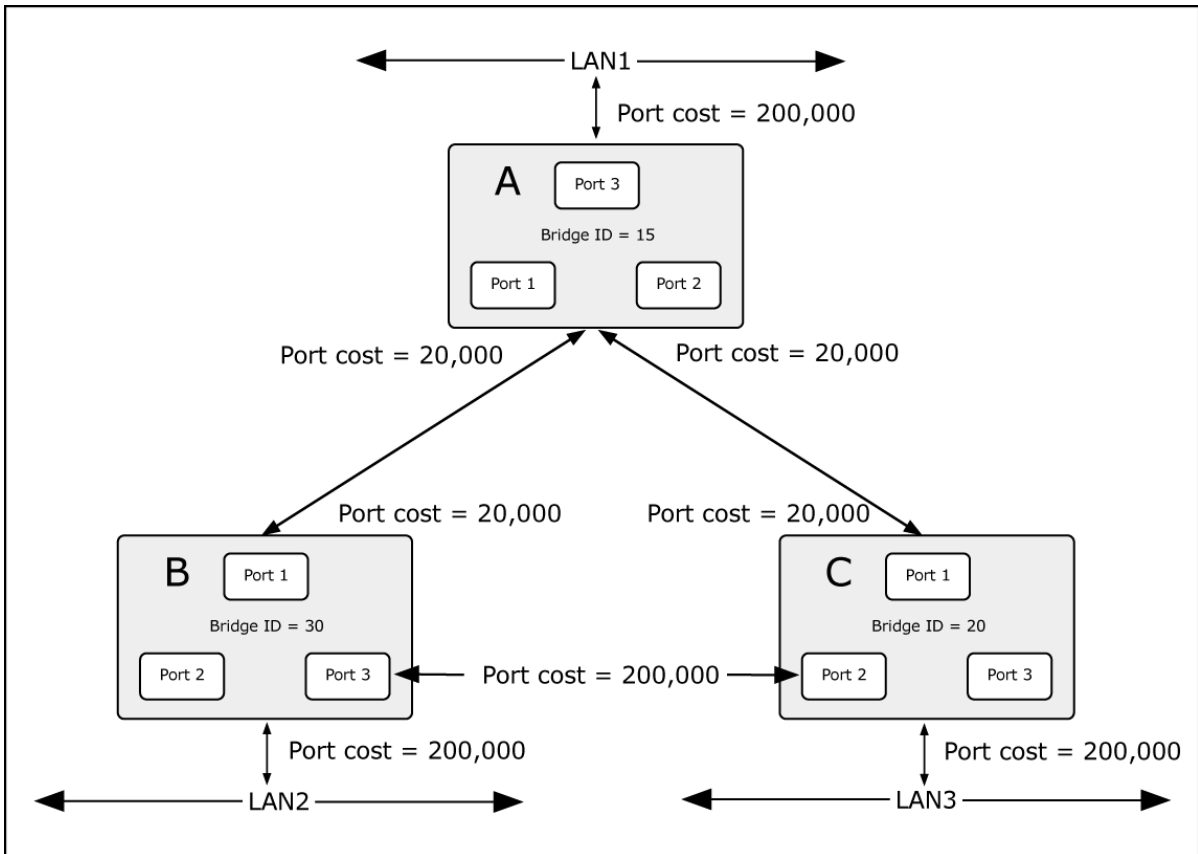 LAN1
Port cost = 200,000
A
Port 3
Bridge ID = 15
Port 1
Port 2
Port cost = 20,000
Port cost = 20,000
Port cost = 20,000
Port cost = 20,000
B
Port 1
Bridge ID = 30
Port 2
Port 3
C
Port 1
Bridge ID = 20
Port 2
Port 3
Port cost = 200,000
Port cost = 200,000
LAN2
Port cost = 200,000
LAN3